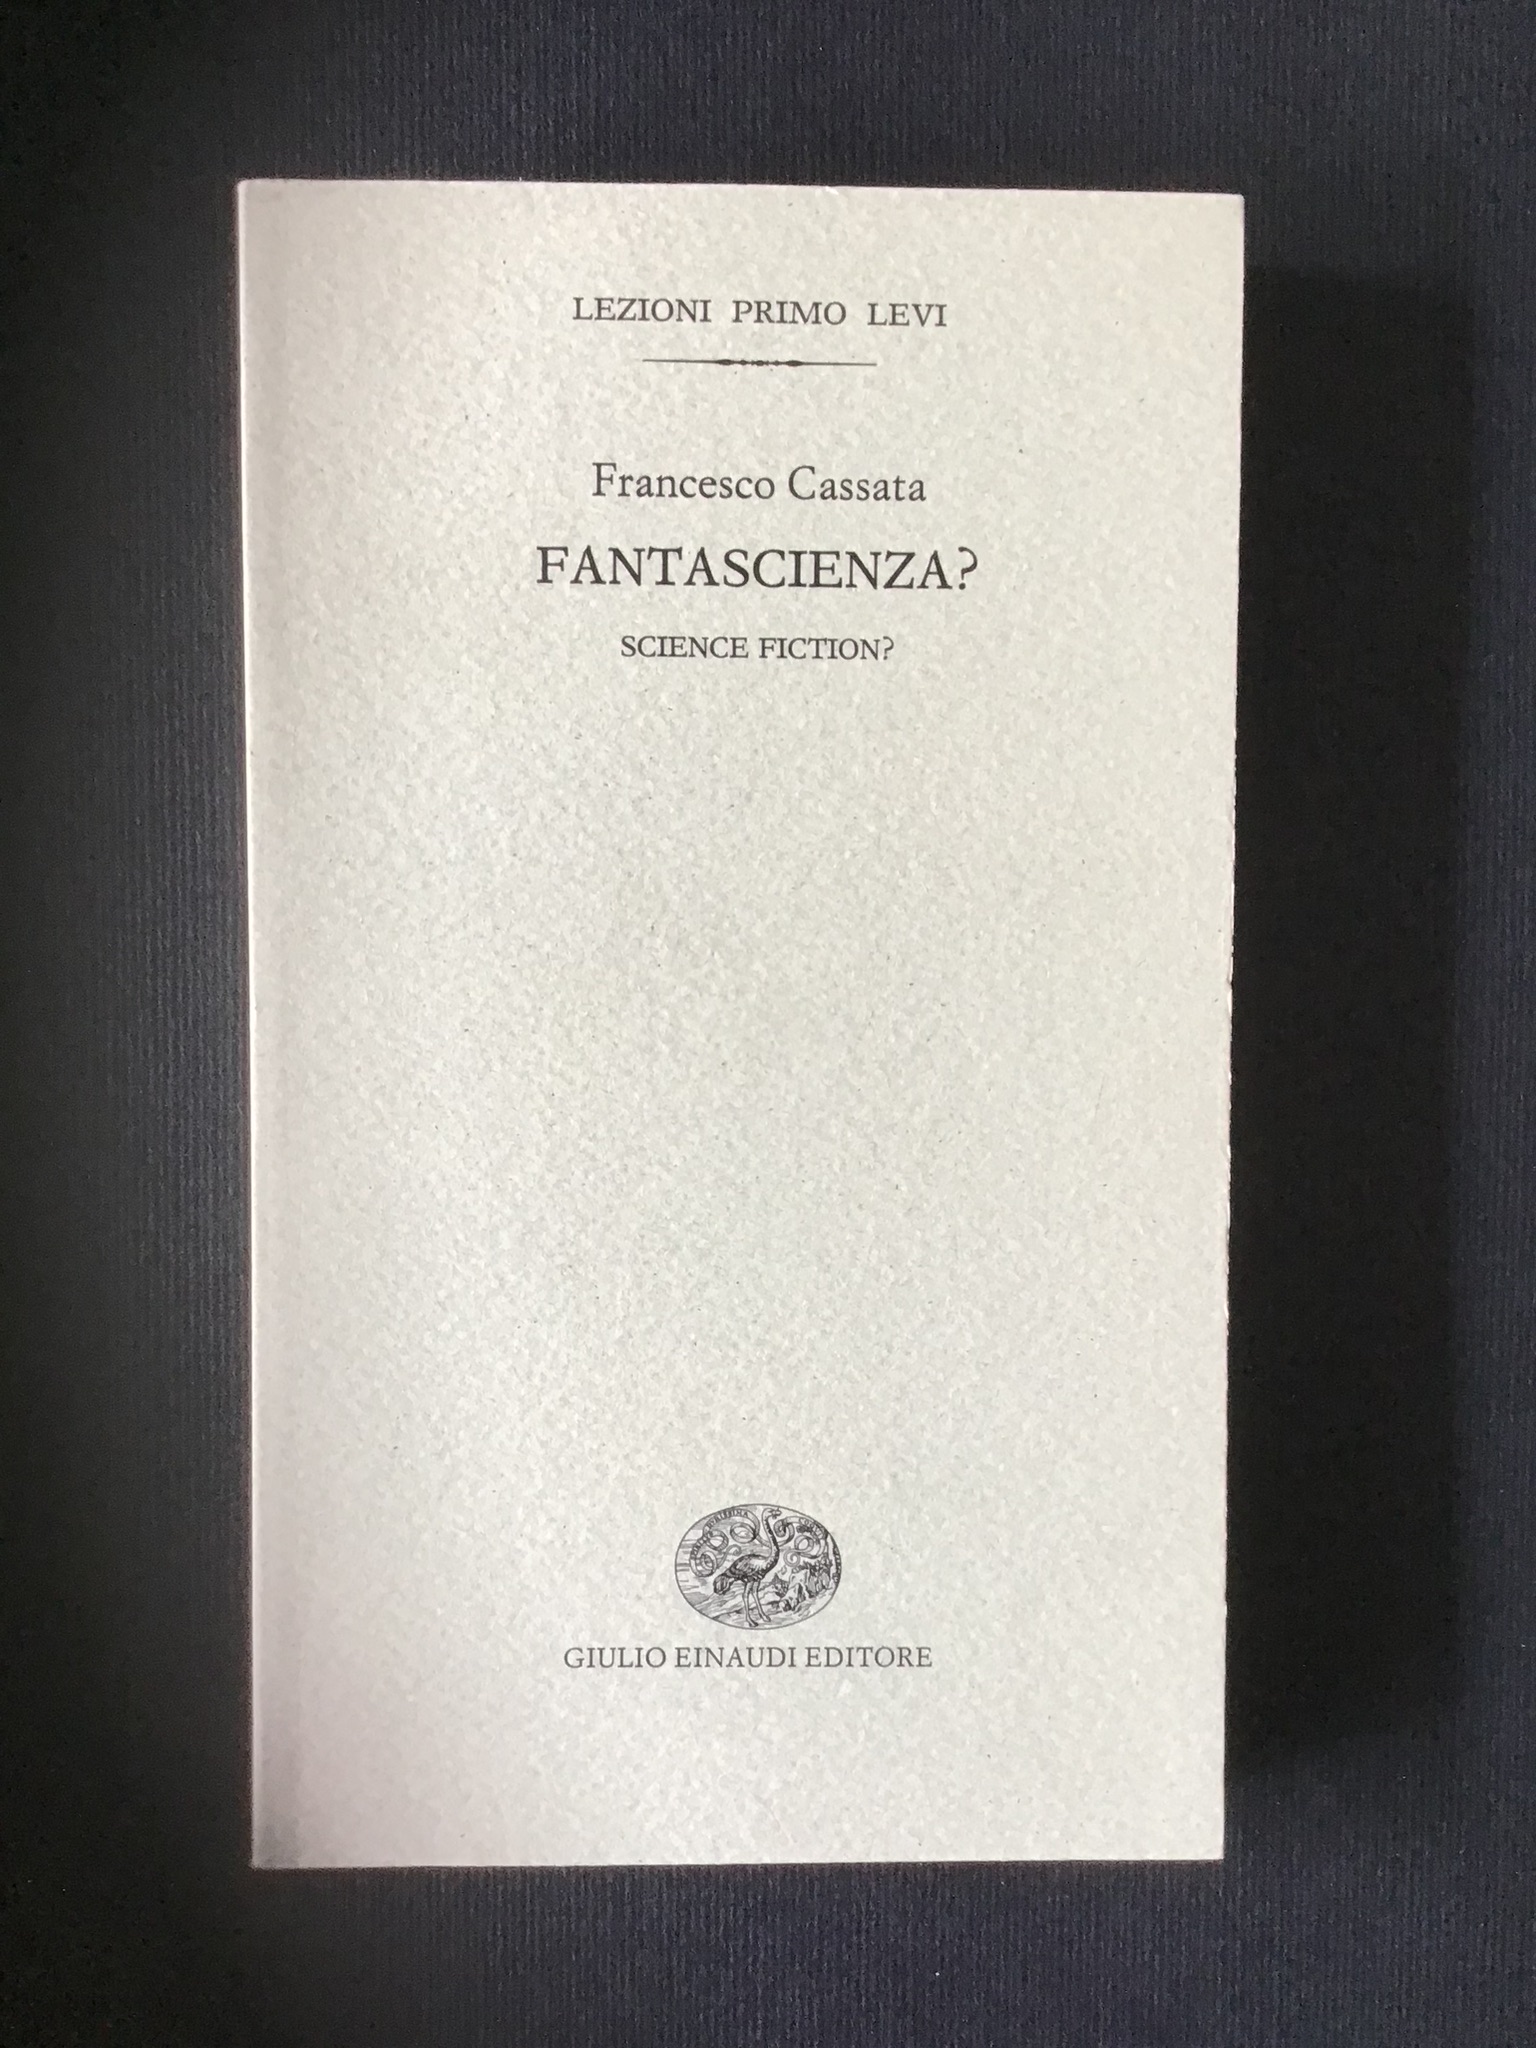 LEZIONI PRIMO LEVI
Francesco Cassata
FANTASCIENZA?
SCIENCE FICTION?
GIULIO EINAUDI EDITORE